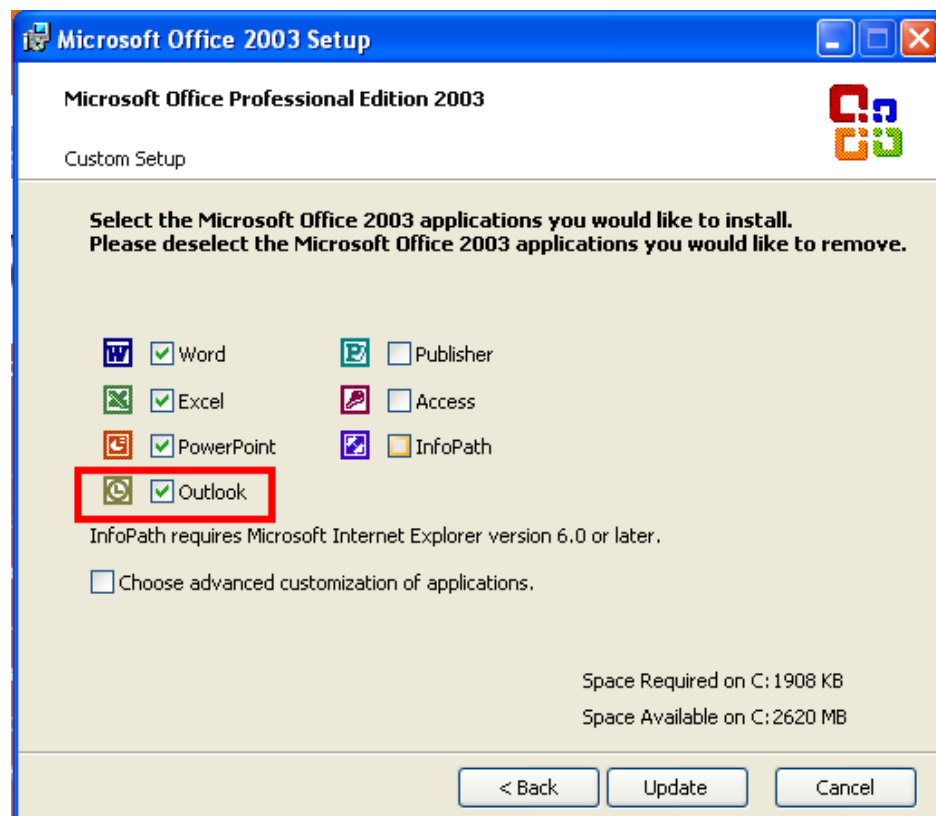 Microsoft Office 2003 Setup
Microsoft Office Professional Edition 2003
Custom Setup
Select the Microsoft Office 2003 applications you would like to install.
Please deselect the Microsoft Office 2003 applications you would like to remove.
Word
Publisher
Excel
Access
PowerPoint
InfoPath
Outlook
InfoPath requires Microsoft Internet Explorer version 6.0 or later.
Choose advanced customization of applications.
Space Required on C: 1908 KB
Space Available on C: 2620 MB
< Back Update Cancel